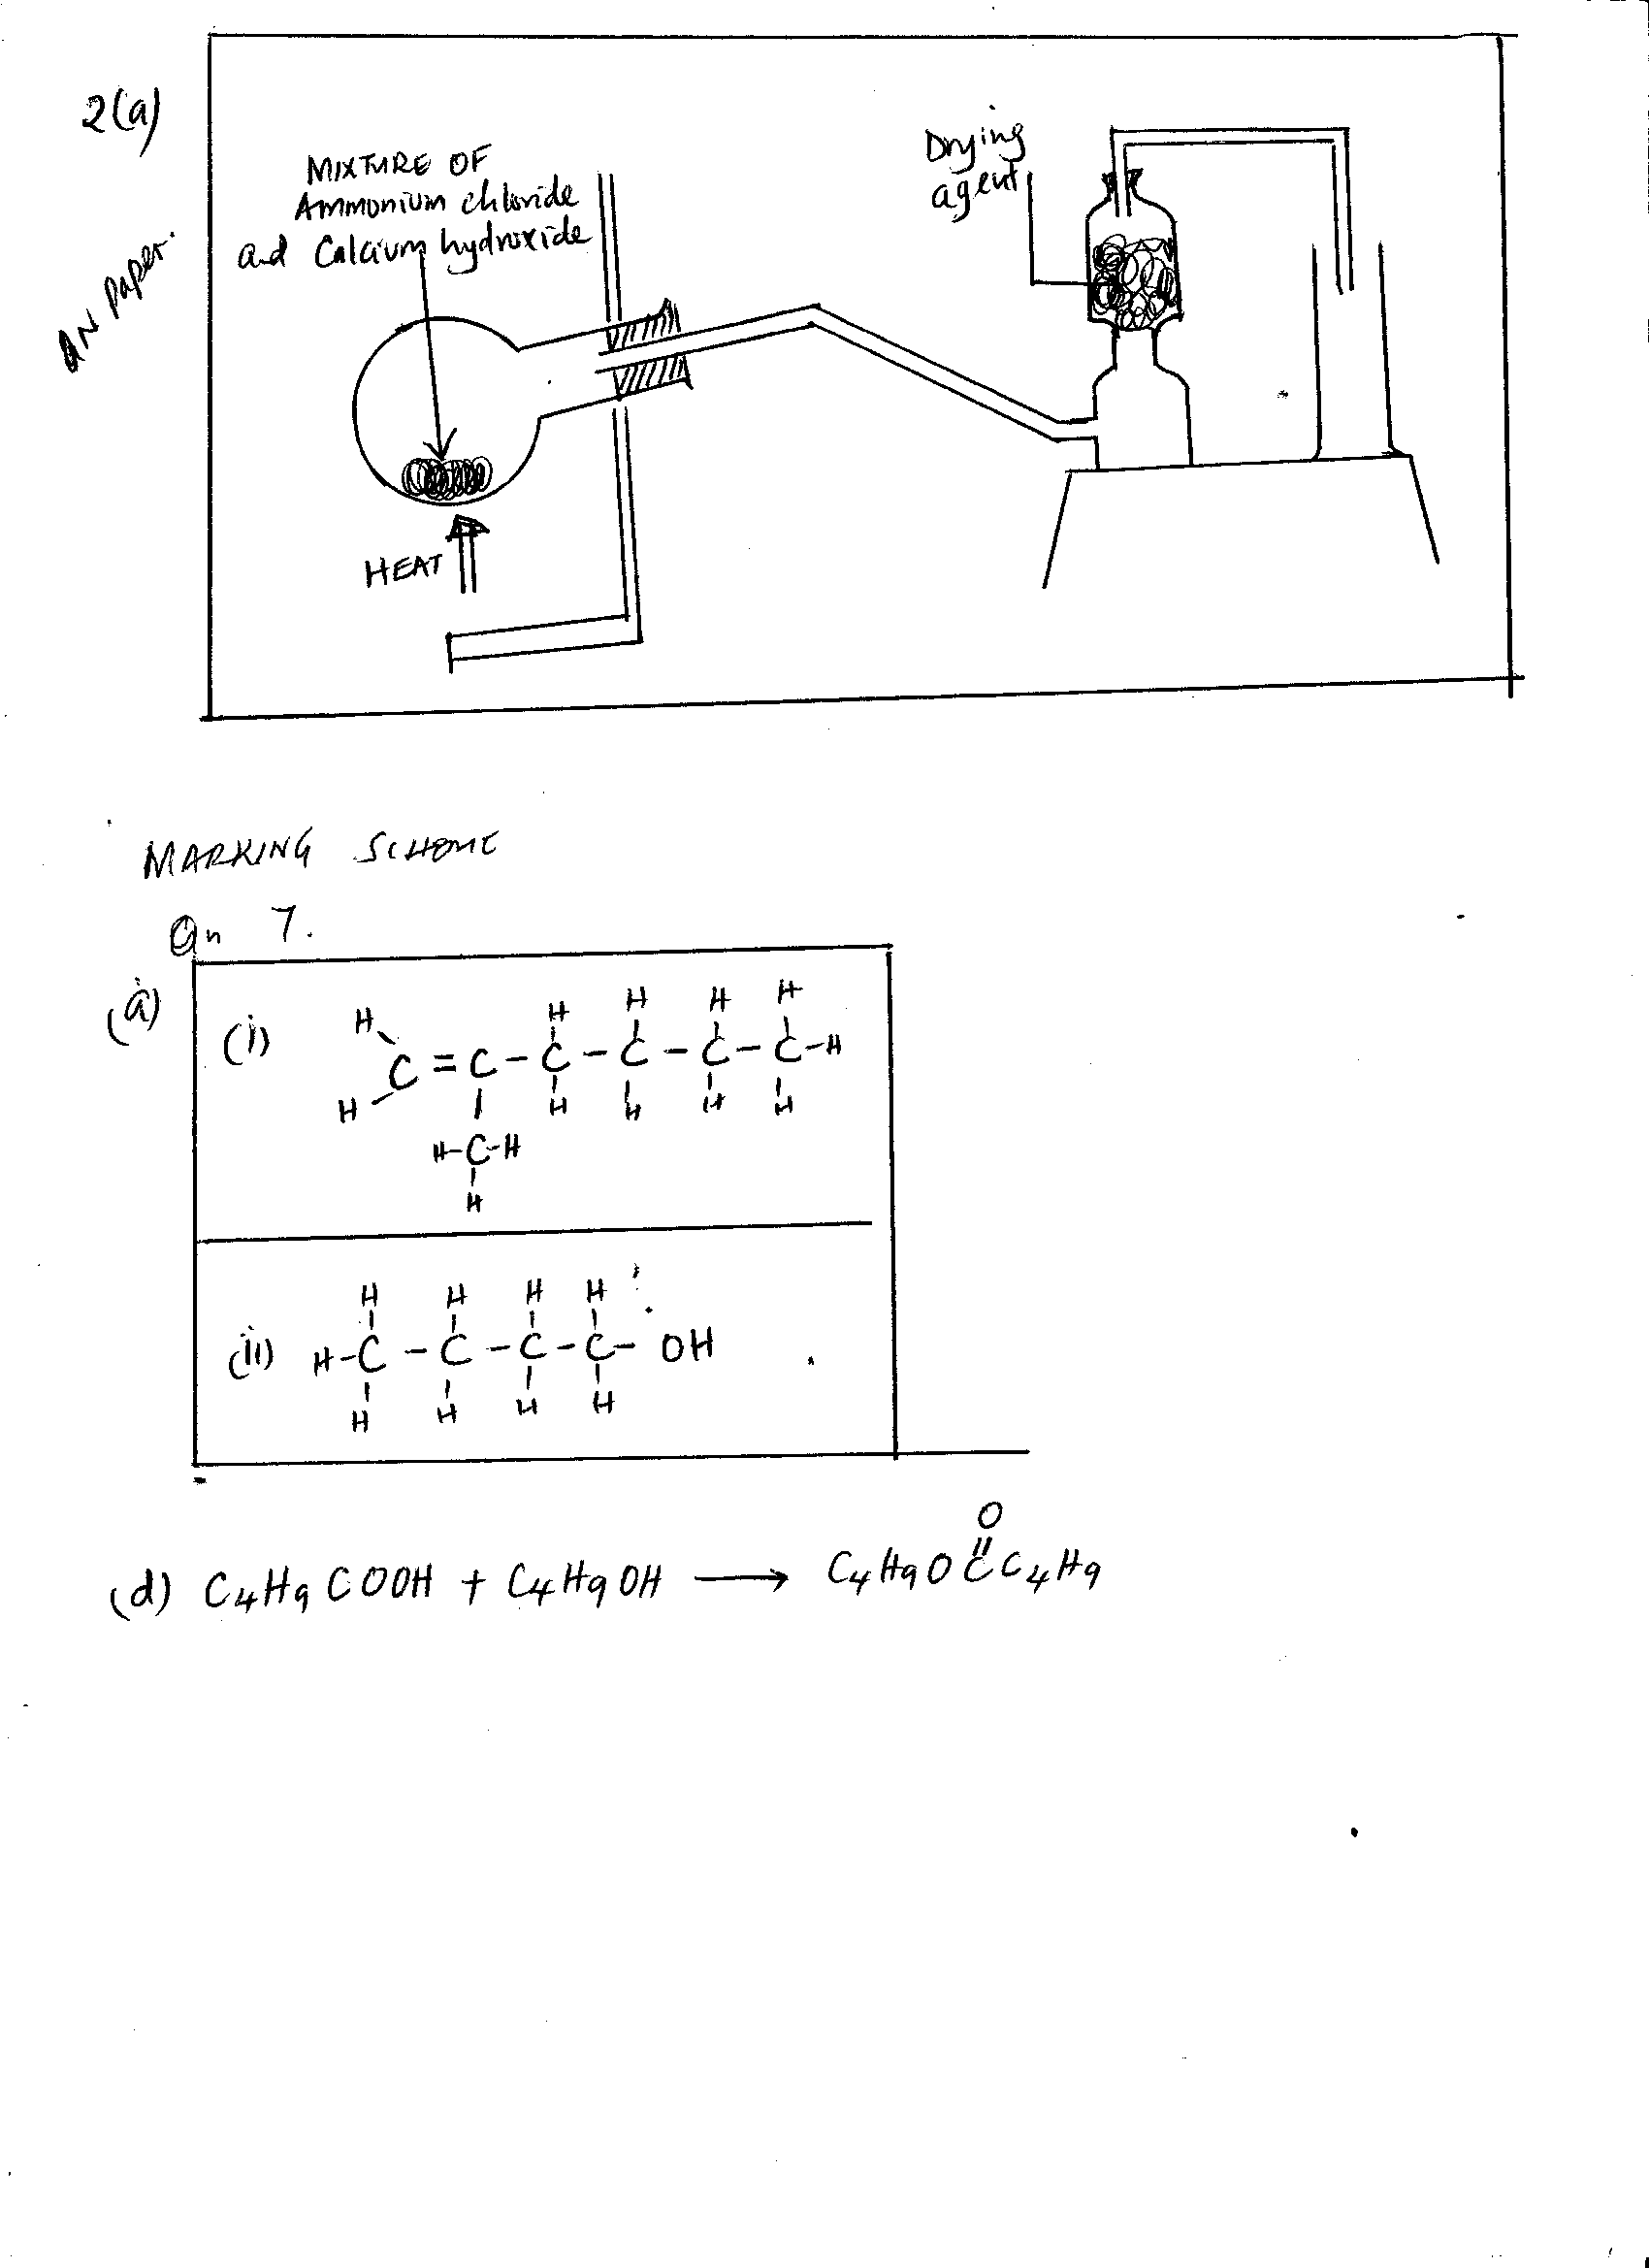 2(a)
QN paper.
MIXTURE OF
Ammonium chloride
and Calcium hydroxide
Drying
agent
HEAT
MARKING SCHEME
Qn 7.
(a)
(i)
H H H H H
C = C - C - C - C - C - H
H H H H H
H - C - H
H
(ii)
H H H H
H - C - C - C - C - OH
H H H H
O
(d) C₄H₉COOH + C₄H₉OH ⟶ C₄H₉OCC₄H₉